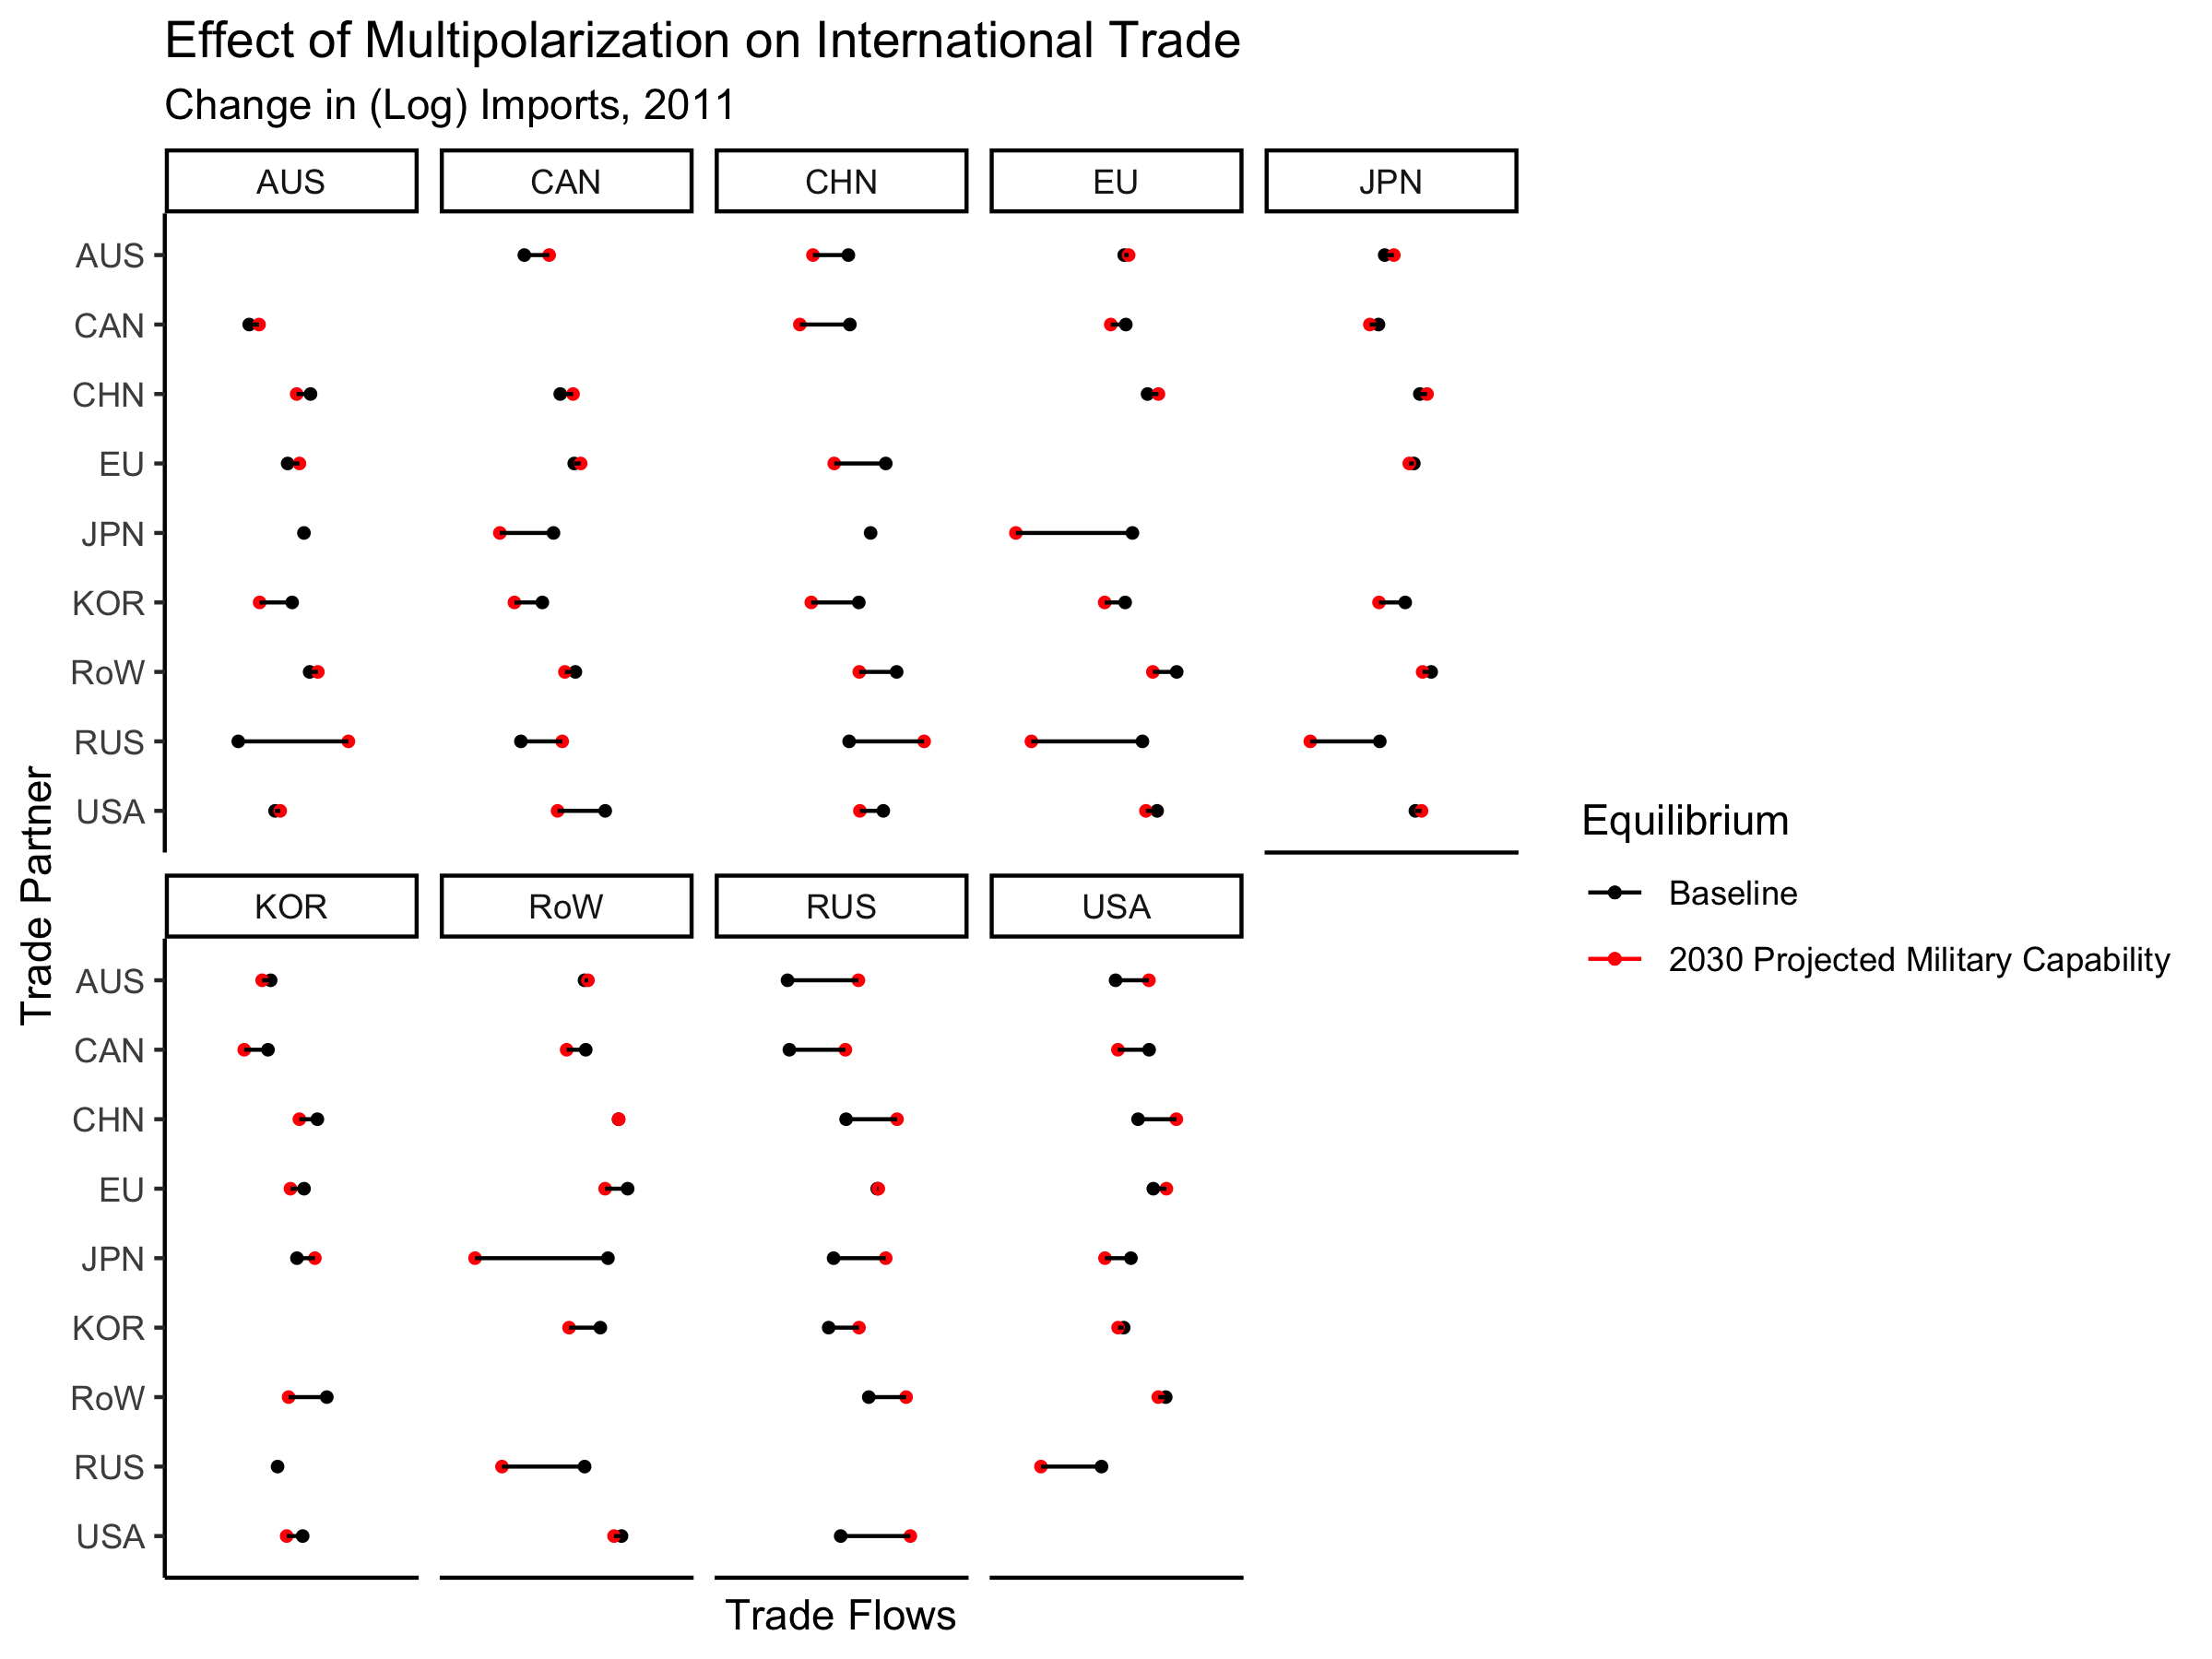 Effect of Multipolarization on International Trade
Change in (Log) Imports, 2011
AUS
CAN
CHN
EU
JPN
AUS
CAN
CHN
EU
JPN
KOR
RoW
RUS
USA
Trade Partner
KOR
RoW
RUS
USA
AUS
CAN
CHN
EU
JPN
KOR
RoW
RUS
USA
Trade Flows
Equilibrium
Baseline
2030 Projected Military Capability